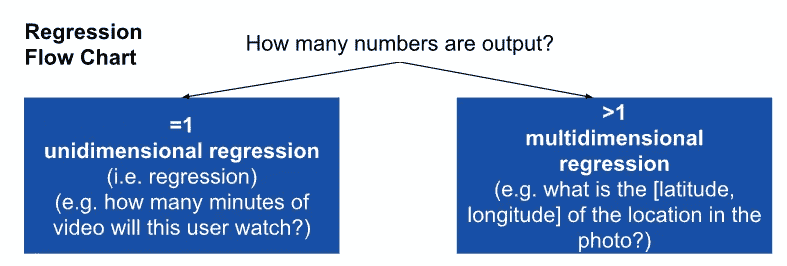 Regression
Flow Chart
How many numbers are output?
=1
unidimensional regression
(i.e. regression)
(e.g. how many minutes of
video will this user watch?)
>1
multidimensional
regression
(e.g. what is the [latitude,
longitude] of the location in the
photo?)